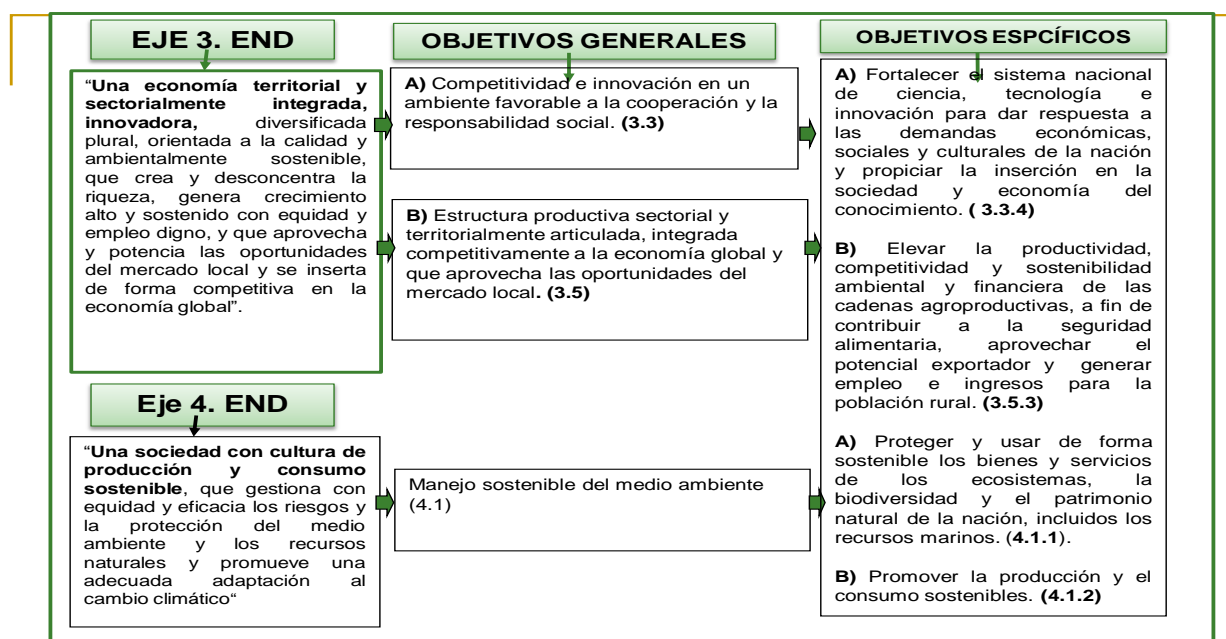 EJE 3. END
“Una economía territorial y
sectorialmente integrada,
innovadora, diversificada
plural, orientada a la calidad y
ambientalmente sostenible,
que crea y desconcentra la
riqueza, genera crecimiento
alto y sostenido con equidad y
empleo digno, y que aprovecha
y potencia las oportunidades
del mercado local y se inserta
de forma competitiva en la
economía global”.
OBJETIVOS GENERALES
A) Competitividad e innovación en un
ambiente favorable a la cooperación y la
responsabilidad social. (3.3)
B) Estructura productiva sectorial y
territorialmente articulada, integrada
competitivamente a la economía global y
que aprovecha las oportunidades del
mercado local. (3.5)
OBJETIVOS ESPCÍFICOS
A) Fortalecer el sistema nacional
de ciencia, tecnología e
innovación para dar respuesta a
las demandas económicas,
sociales y culturales de la nación
y propiciar la inserción en la
sociedad y economía del
conocimiento. ( 3.3.4)
B) Elevar la productividad,
competitividad y sostenibilidad
ambiental y financiera de las
cadenas agroproductivas, a fin de
contribuir a la seguridad
alimentaria, aprovechar el
potencial exportador y generar
empleo e ingresos para la
población rural. (3.5.3)
Eje 4. END
“Una sociedad con cultura de
producción y consumo
sostenible, que gestiona con
equidad y eficacia los riesgos y
la protección del medio
ambiente y los recursos
naturales y promueve una
adecuada adaptación al
cambio climático“
Manejo sostenible del medio ambiente
(4.1)
A) Proteger y usar de forma
sostenible los bienes y servicios
de los ecosistemas, la
biodiversidad y el patrimonio
natural de la nación, incluidos los
recursos marinos. (4.1.1).
B) Promover la producción y el
consumo sostenibles. (4.1.2)